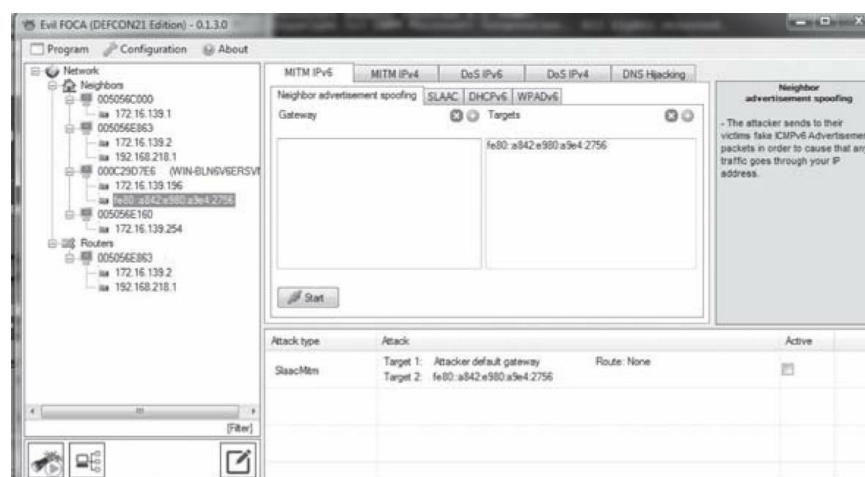 Evil FOCA (DEFCON21 Edition) - 0.1.3.0
Program Configuration About
Network
Neighbors
005056C000
172.16.139.1
005056E863
172.16.139.2
192.168.218.1
000C29D7E6 (WIN-BLN6V6ERSVI
172.16.139.196
fe80::a842:e980:a9e4:2756
005056E160
172.16.139.254
Routers
005056E863
172.16.139.2
192.168.218.1
[Filter]
MITM IPv6 MITM IPv4 DoS IPv6 DoS IPv4 DNS Hijacking
Neighbor advertisement spoofing SLAAC DHCPv6 WPADv6
Gateway Targets
fe80::a842:e980:a9e4:2756
Start
Neighbor
advertisement spoofing
- The attacker sends to their
victims fake ICMPv6 Advertisemen
packets in order to cause that any
traffic goes through your IP
address.
Attack type Attack Active
SlaacMitm
Target 1: Attacker default gateway Route: None
Target 2: fe80::a842:e980:a9e4:2756